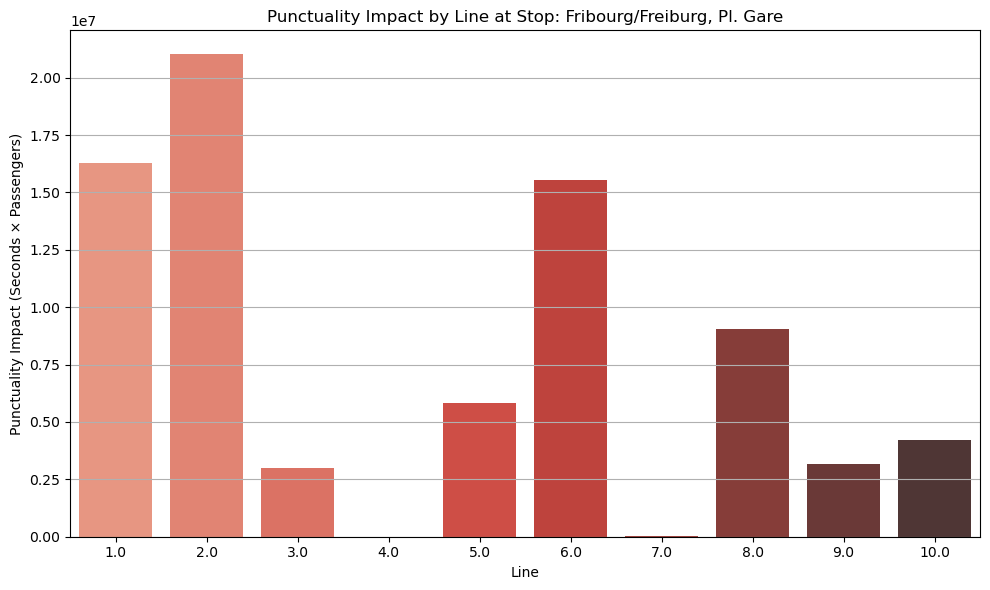 Punctuality Impact by Line at Stop: Fribourg/Freiburg, Pl. Gare
1e7
Punctuality Impact (Seconds × Passengers)
2.00
1.75
1.50
1.25
1.00
0.75
0.50
0.25
0.00
1.0 2.0 3.0 4.0 5.0 6.0 7.0 8.0 9.0 10.0
Line